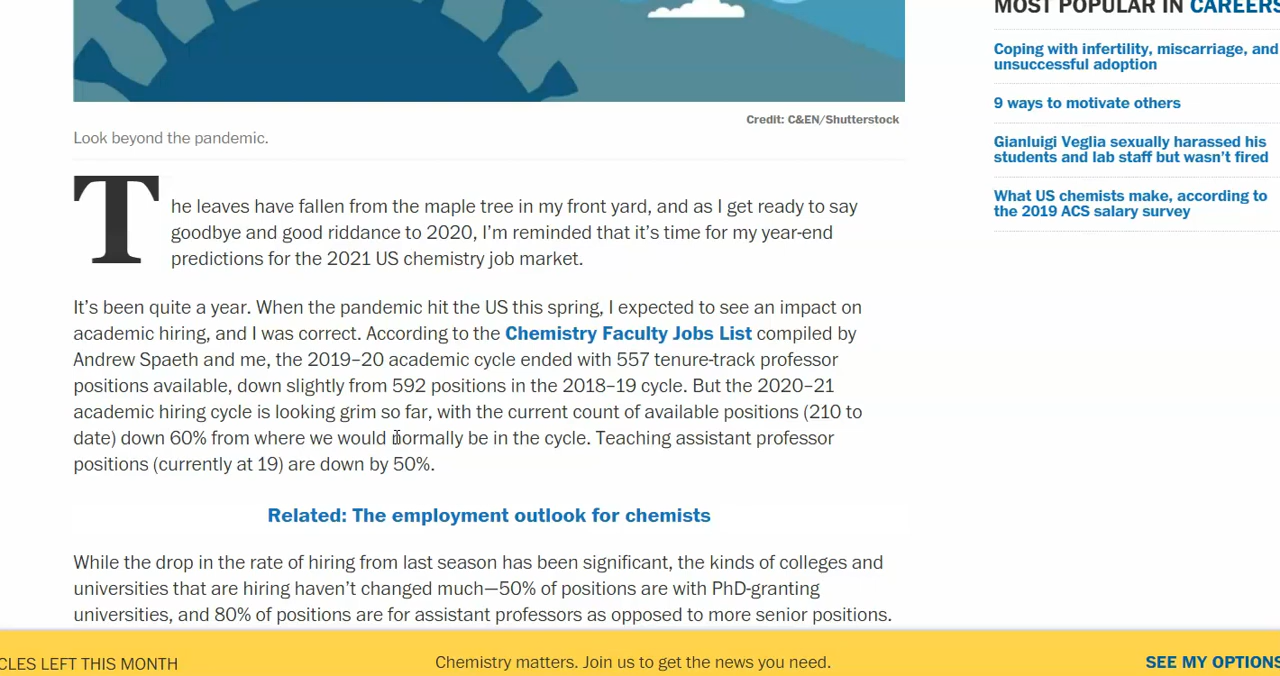 MOST POPULAR IN CAREERS
Coping with infertility, miscarriage, and
unsuccessful adoption
9 ways to motivate others
Gianluigi Veglia sexually harassed his
students and lab staff but wasn't fired
What US chemists make, according to
the 2019 ACS salary survey
Credit: C&EN/Shutterstock
Look beyond the pandemic.
The leaves have fallen from the maple tree in my front yard, and as I get ready to say
goodbye and good riddance to 2020, I'm reminded that it's time for my year-end
predictions for the 2021 US chemistry job market.
It's been quite a year. When the pandemic hit the US this spring, I expected to see an impact on
academic hiring, and I was correct. According to the Chemistry Faculty Jobs List compiled by
Andrew Spaeth and me, the 2019–20 academic cycle ended with 557 tenure-track professor
positions available, down slightly from 592 positions in the 2018–19 cycle. But the 2020–21
academic hiring cycle is looking grim so far, with the current count of available positions (210 to
date) down 60% from where we would normally be in the cycle. Teaching assistant professor
positions (currently at 19) are down by 50%.
Related: The employment outlook for chemists
While the drop in the rate of hiring from last season has been significant, the kinds of colleges and
universities that are hiring haven't changed much—50% of positions are with PhD-granting
universities, and 80% of positions are for assistant professors as opposed to more senior positions.
CLES LEFT THIS MONTH
Chemistry matters. Join us to get the news you need.
SEE MY OPTIONS